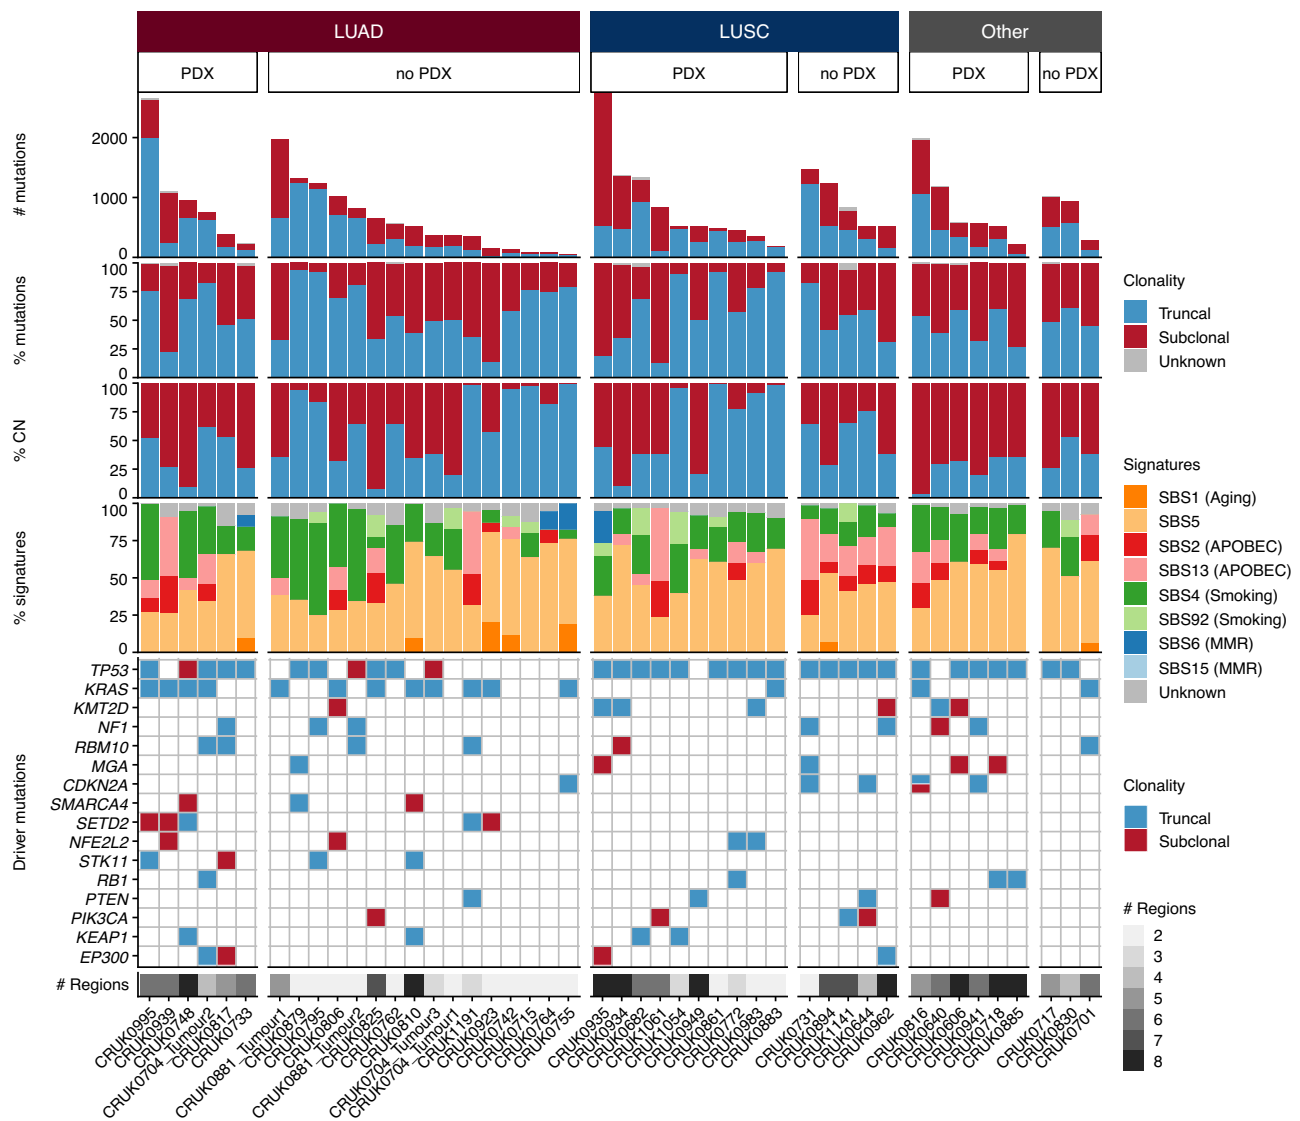 LUAD
LUSC
Other
PDX
no PDX
PDX
no PDX
PDX
no PDX
# mutations
2000
1000
0
% mutations
100
75
50
25
0
% CN
100
75
50
25
0
% signatures
100
75
50
25
0
Driver mutations
TP53
KRAS
KMT2D
NF1
RBM10
MGA
CDKN2A
SMARCA4
SETD2
NFE2L2
STK11
RB1
PTEN
PIK3CA
KEAP1
EP300
# Regions
CRUK0995
CRUK0939
CRUK0748
CRUK0704_Tumour2
CRUK0817
CRUK0733
CRUK0881_Tumour1
CRUK0879
CRUK0795
CRUK0806
CRUK0881_Tumour2
CRUK0825
CRUK0762
CRUK0810
CRUK0704_Tumour3
CRUK0704_Tumour1
CRUK1191
CRUK0923
CRUK0742
CRUK0715
CRUK0764
CRUK0755
CRUK0935
CRUK0934
CRUK0682
CRUK1061
CRUK1054
CRUK0949
CRUK0861
CRUK0772
CRUK0983
CRUK0883
CRUK0731
CRUK0894
CRUK1141
CRUK0644
CRUK0962
CRUK0816
CRUK0640
CRUK0606
CRUK0941
CRUK0718
CRUK0885
CRUK0717
CRUK0830
CRUK0701
Clonality
Truncal
Subclonal
Unknown
Signatures
SBS1 (Aging)
SBS5
SBS2 (APOBEC)
SBS13 (APOBEC)
SBS4 (Smoking)
SBS92 (Smoking)
SBS6 (MMR)
SBS15 (MMR)
Unknown
Clonality
Truncal
Subclonal
# Regions
2
3
4
5
6
7
8